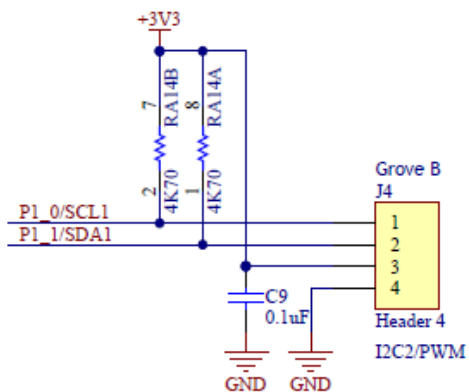 +3V3
7
RA14B
8
RA14A
2
4K70
1
4K70
Grove B
J4
P1_0/SCL1
1
P1_1/SDA1
2
3
4
C9
0.1uF
Header 4
I2C2/PWM
GND
GND